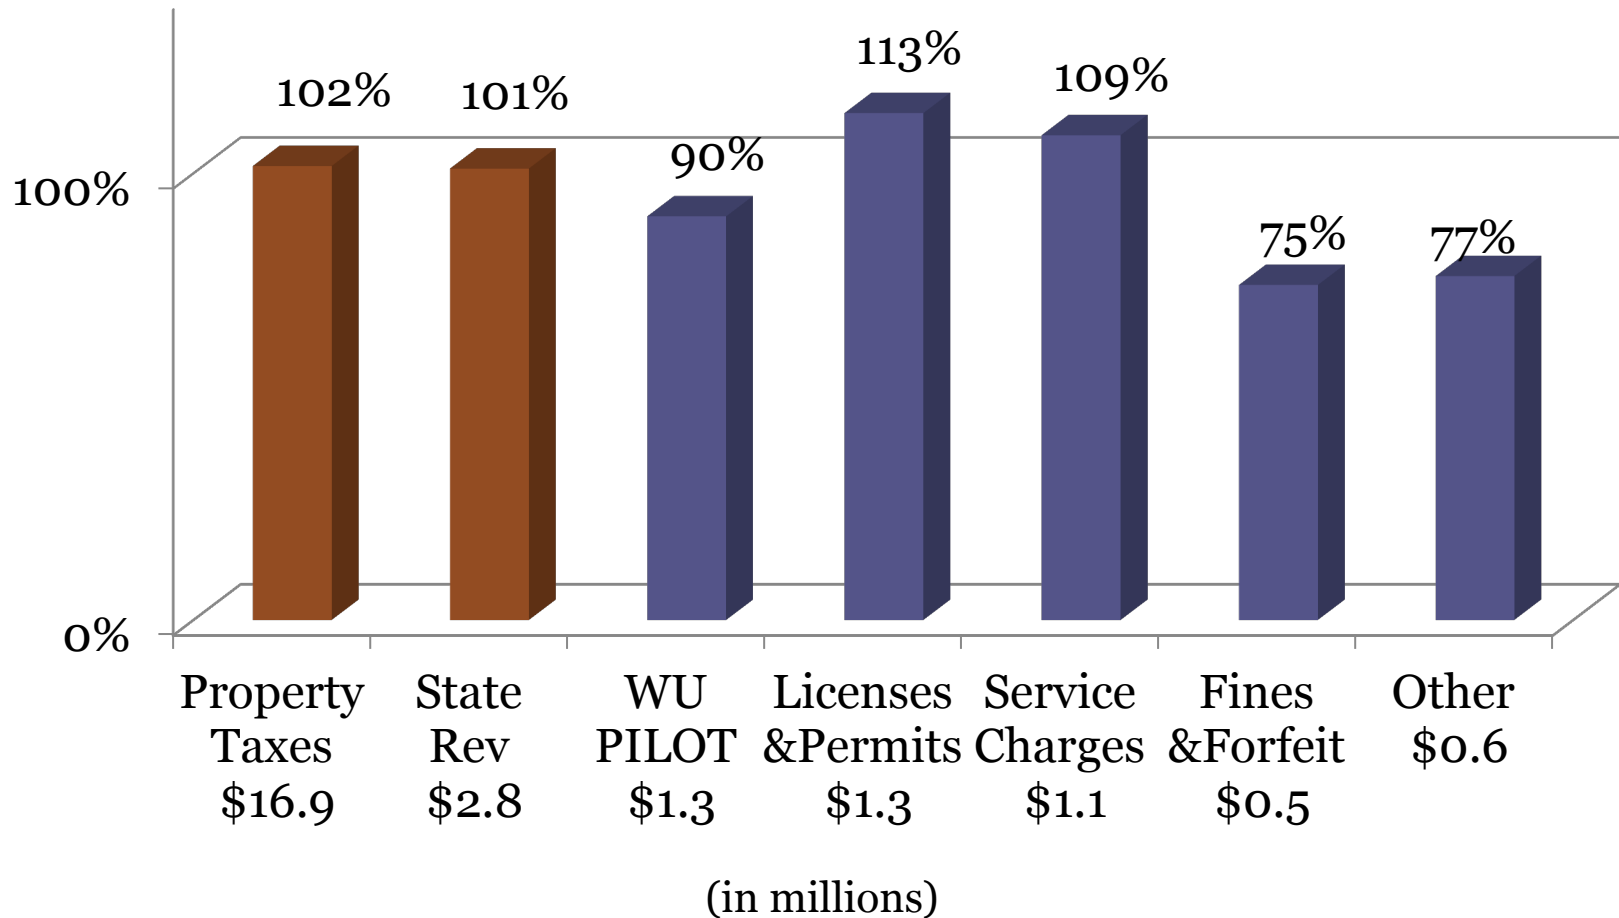 113%
109%
102%
101%
90%
100%
75%
77%
0%
Property
Taxes
$16.9
State
Rev
$2.8
WU
PILOT
$1.3
Licenses
&Permits
$1.3
Service
Charges
$1.1
Fines
&Forfeit
$0.5
Other
$0.6
(in millions)